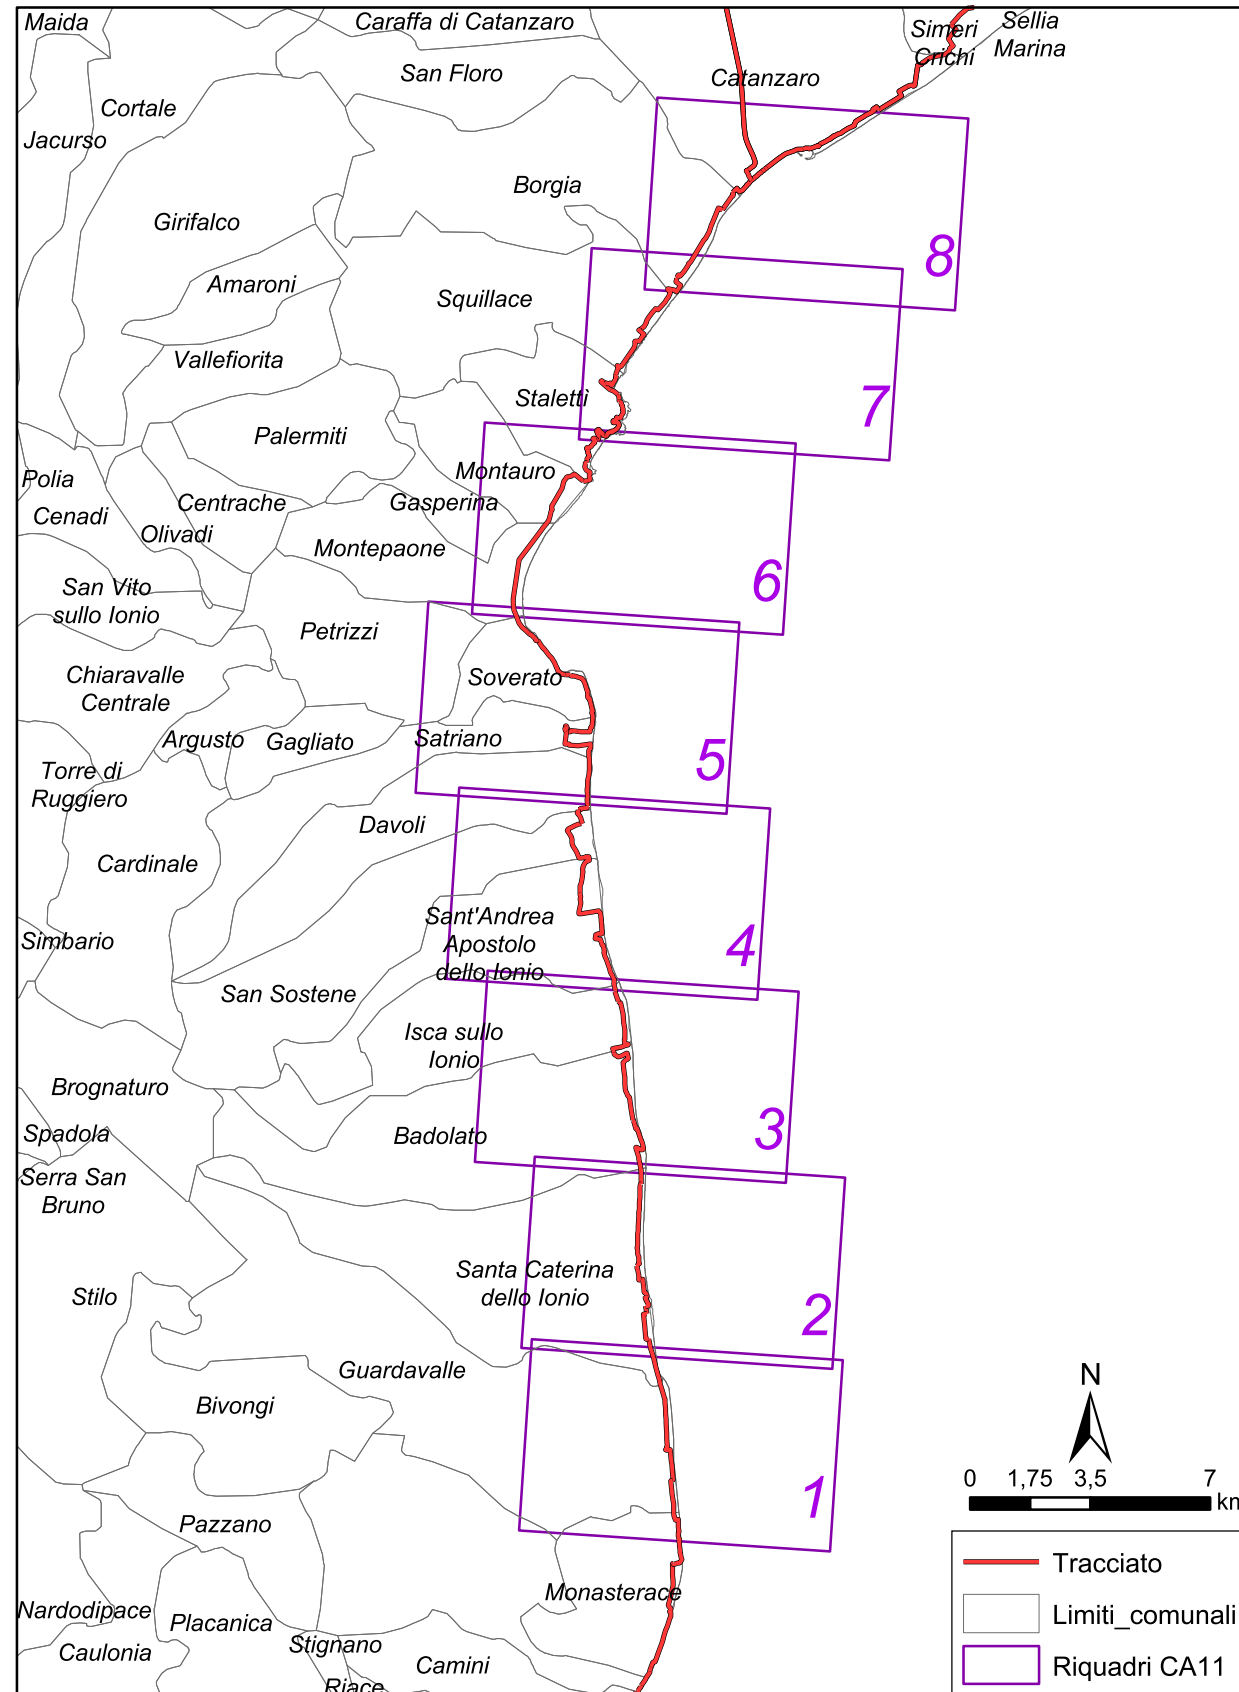 Maida
Caraffa di Catanzaro
Simeri
Crichi
Sellia
Marina
San Floro
Catanzaro
Cortale
Jacurso
Borgia
Girifalco
8
Amaroni
Squillace
Vallefiorita
Stalettì
7
Palermiti
Montauro
Polia
Centrache
Gasperina
Cenadi
Olivadi
Montepaone
6
San Vito
sullo Ionio
Petrizzi
Chiaravalle
Centrale
Soverato
Argusto
Gagliato
Satriano
5
Torre di
Ruggiero
Davoli
Cardinale
Sant'Andrea
Apostolo
dello Ionio
4
Simbario
San Sostene
Isca sullo
Ionio
Brognaturo
3
Spadola
Badolato
Serra San
Bruno
Santa Caterina
dello Ionio
2
Stilo
Guardavalle
Bivongi
N
0 1,75 3,5 7
km
1
Pazzano
Tracciato
Monasterace
Nardodipace
Placanica
Limiti_comunali
Stignano
Caulonia
Camini
Riquadri CA11
Riace